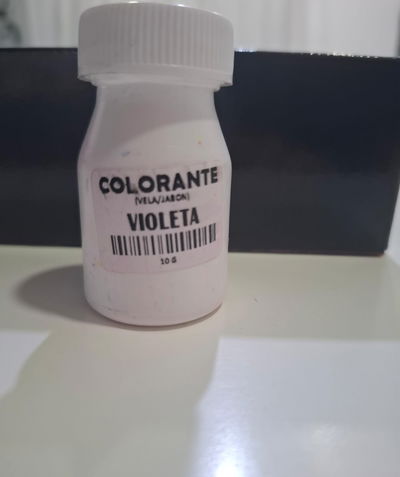 COLORANTE
(VELA/JABON)
VIOLETA
10 G